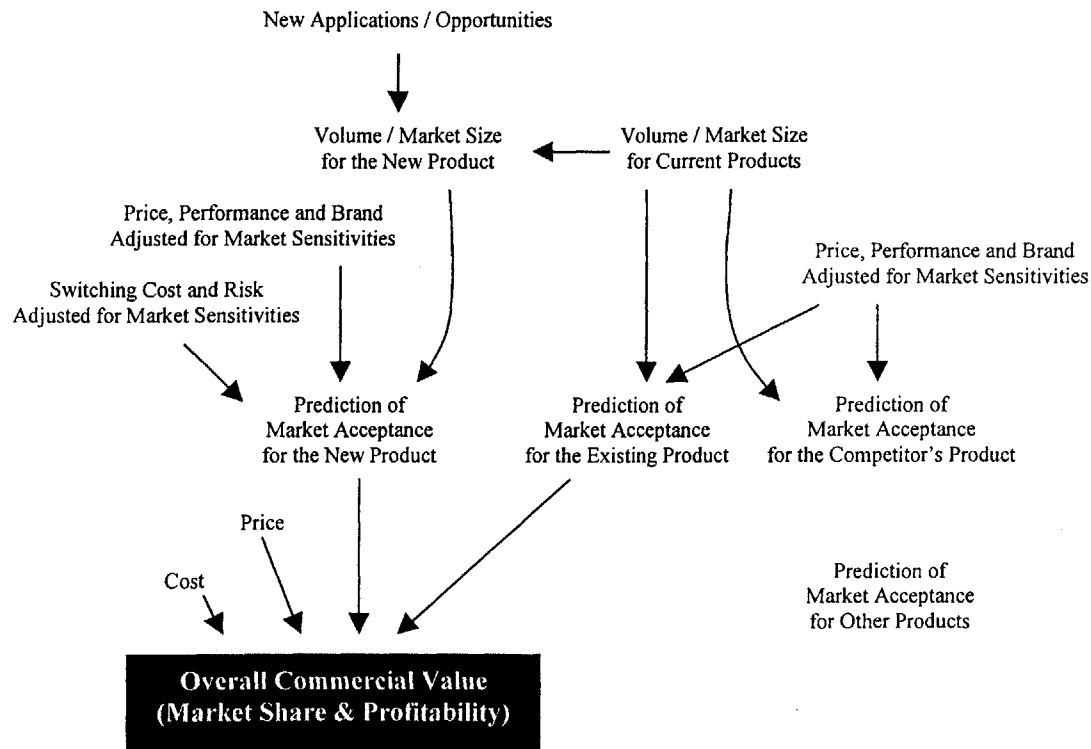 New Applications / Opportunities
Volume / Market Size
for the New Product
Volume / Market Size
for Current Products
Price, Performance and Brand
Adjusted for Market Sensitivities
Price, Performance and Brand
Adjusted for Market Sensitivities
Switching Cost and Risk
Adjusted for Market Sensitivities
Prediction of
Market Acceptance
for the New Product
Prediction of
Market Acceptance
for the Existing Product
Prediction of
Market Acceptance
for the Competitor's Product
Price
Cost
Prediction of
Market Acceptance
for Other Products
Overall Commercial Value
(Market Share & Profitability)